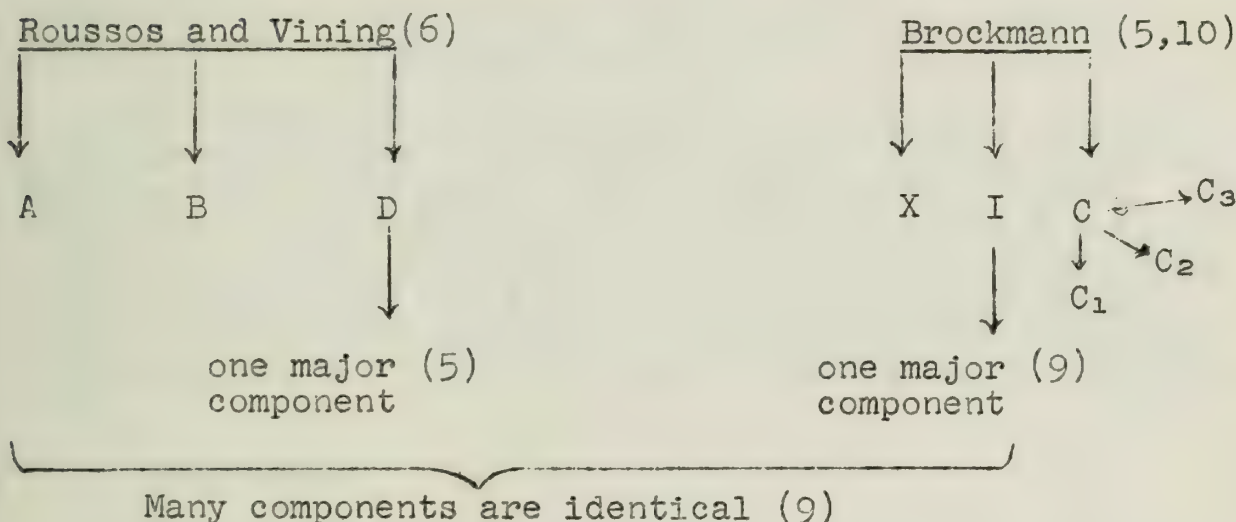 Roussos and Vining(6) Brockmann (5,10)
A B D X I C C3
C2
C1
one major (5) one major (9)
component component
Many components are identical (9)